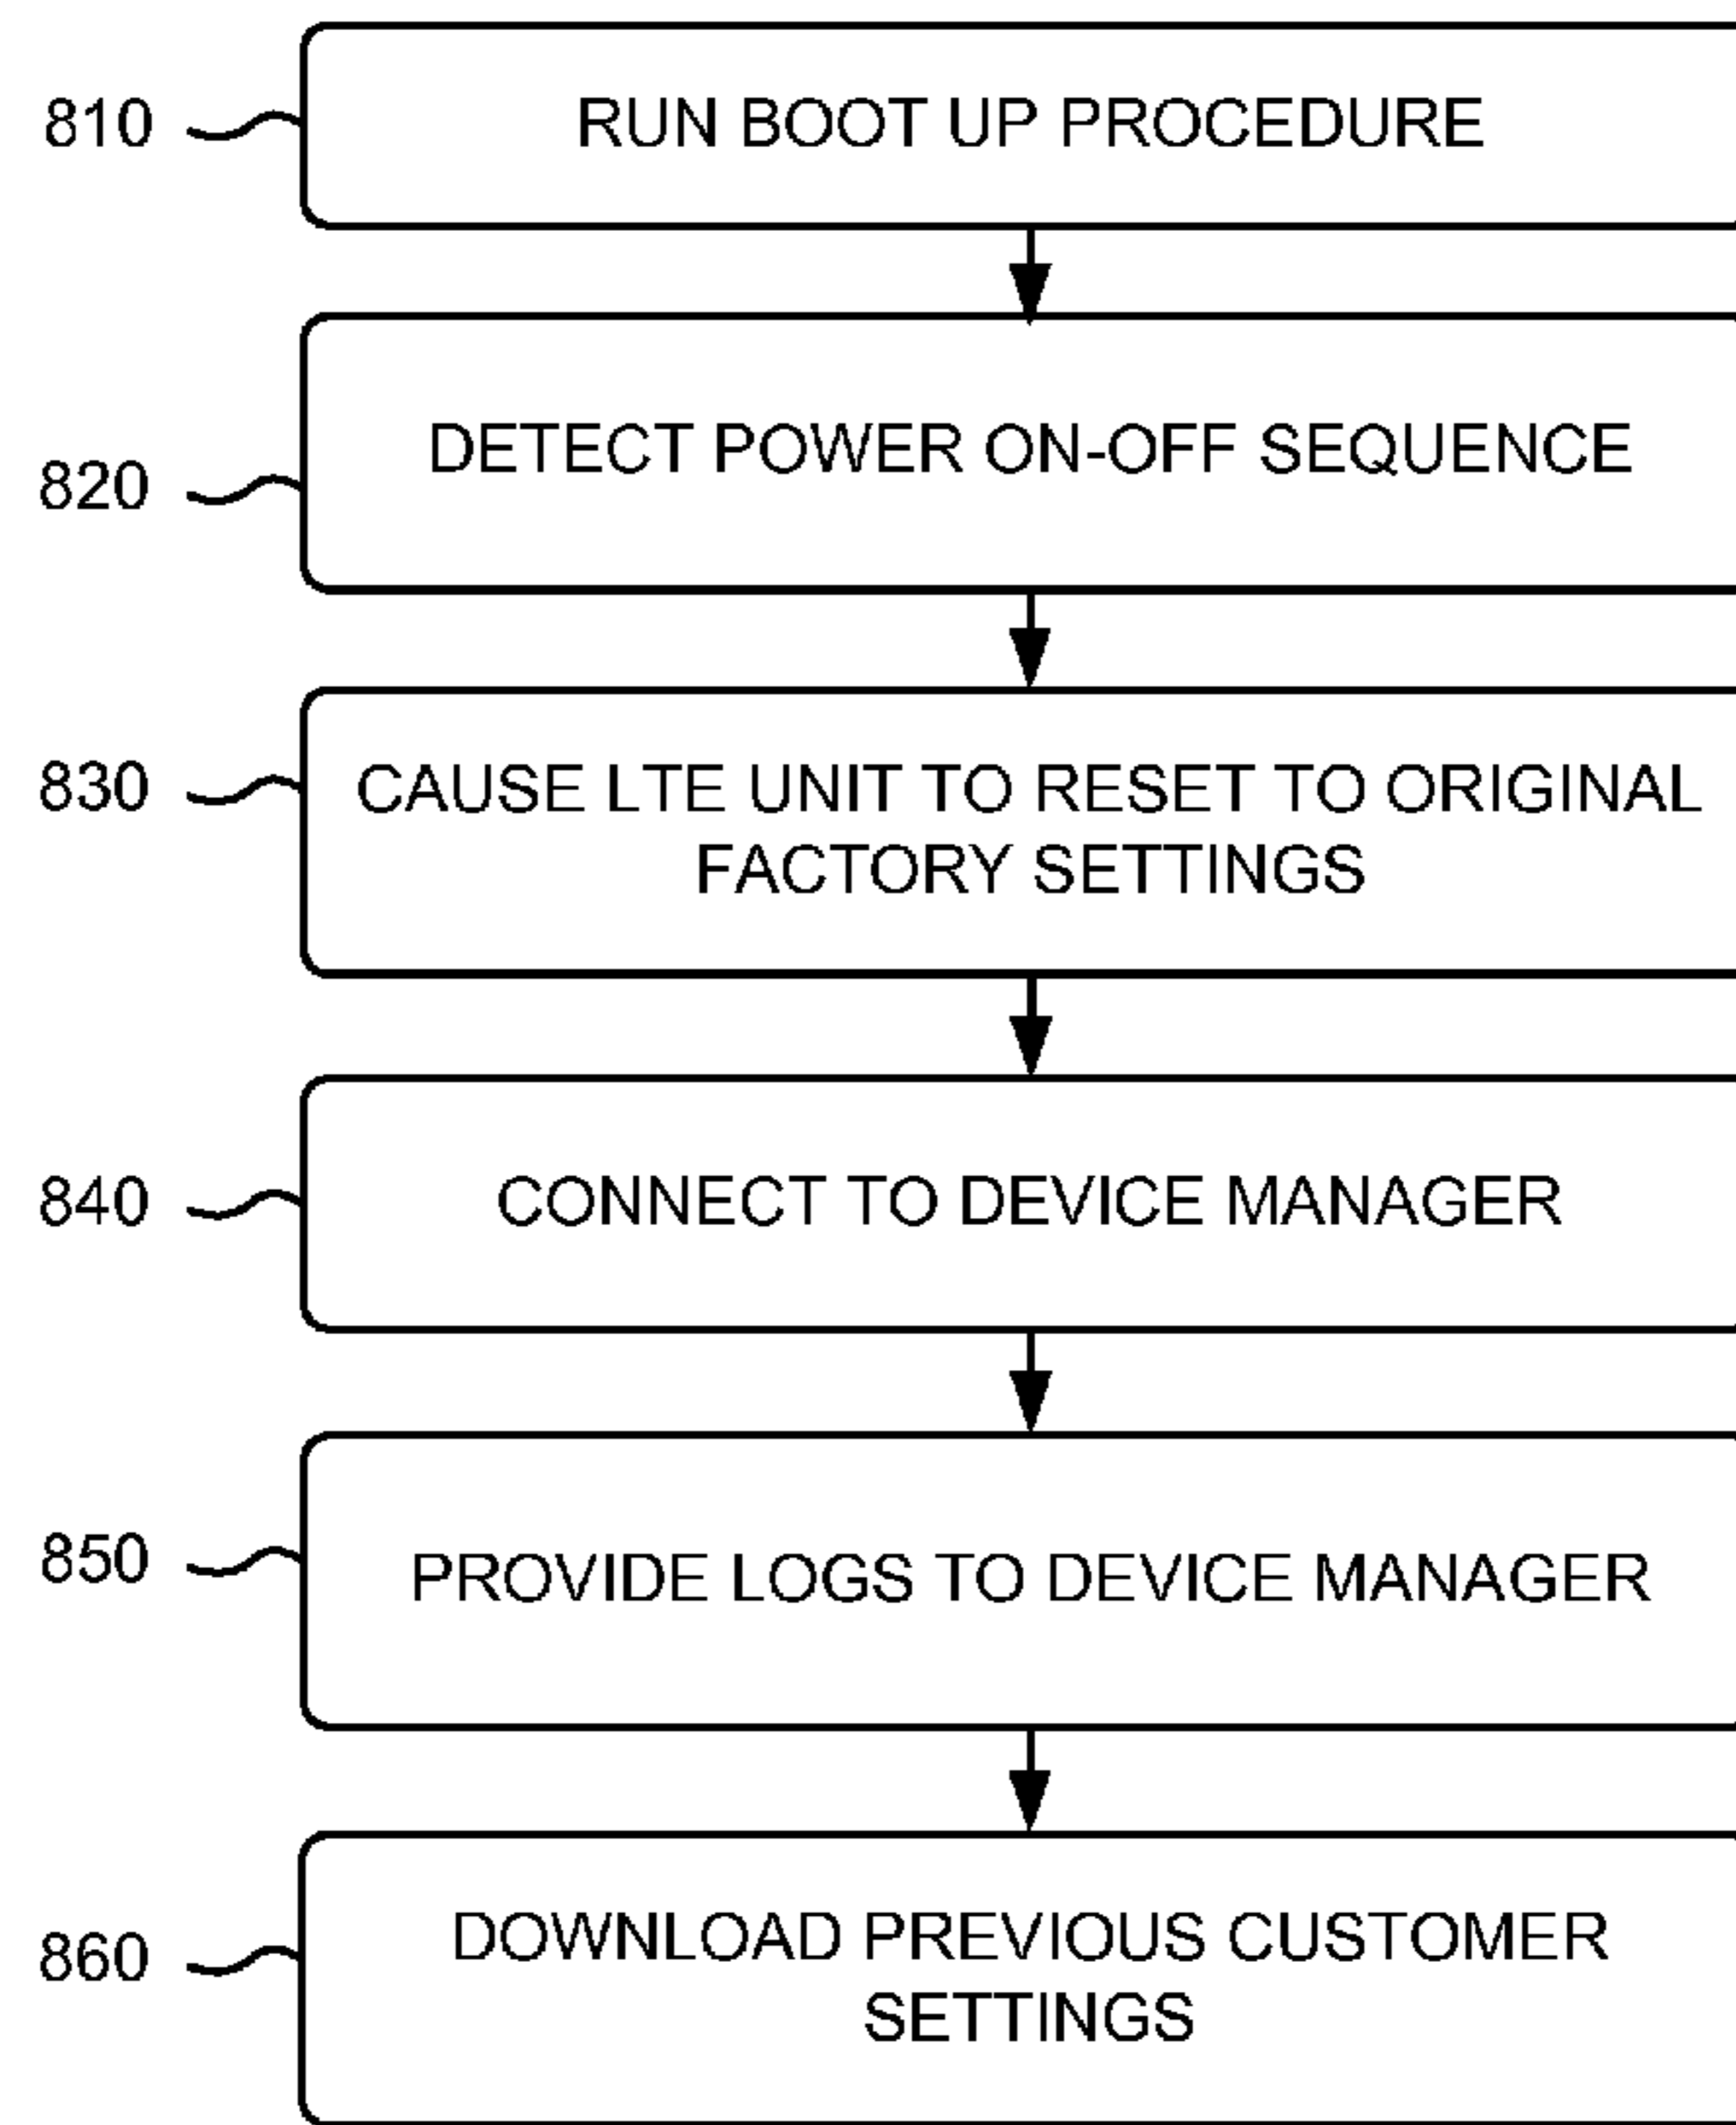 810 RUN BOOT UP PROCEDURE
820 DETECT POWER ON-OFF SEQUENCE
830 CAUSE LTE UNIT TO RESET TO ORIGINAL
FACTORY SETTINGS
840 CONNECT TO DEVICE MANAGER
850 PROVIDE LOGS TO DEVICE MANAGER
860 DOWNLOAD PREVIOUS CUSTOMER
SETTINGS